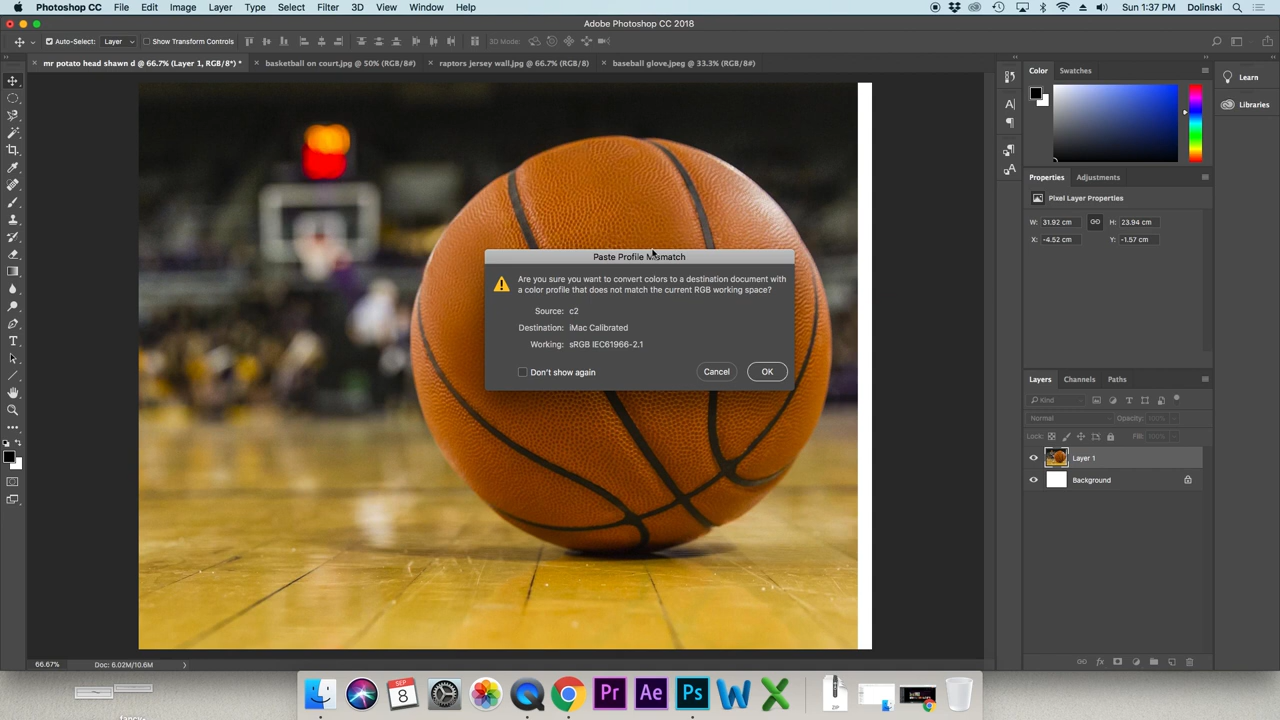 Photoshop CC File Edit Image Layer Type Select Filter 3D View Window Help Sun 1:37 PM Dolinski
Adobe Photoshop CC 2018
Auto-Select: Layer Show Transform Controls 3D Mode:
mr potato head shawn d @ 66.7% (Layer 1, RGB/8*) * basketball on court.jpg @ 50% (RGB/8#) raptors jersey wall.jpg @ 66.7% (RGB/8) baseball glove.jpeg @ 33.3% (RGB/8#)
Color Swatches
Learn
Libraries
Properties Adjustments
Pixel Layer Properties
W: 31.92 cm H: 23.94 cm
X: -4.52 cm Y: -1.57 cm
Paste Profile Mismatch
Are you sure you want to convert colors to a destination document with
a color profile that does not match the current RGB working space?
Source: c2
Destination: iMac Calibrated
Working: sRGB IEC61966-2.1
Don't show again Cancel OK
Layers Channels Paths
Kind
Normal Opacity: 100%
Lock: Fill: 100%
Layer 1
Background
66.67% Doc: 6.02M/10.6M
SEP
8
Pr Ae Ps
ZIP